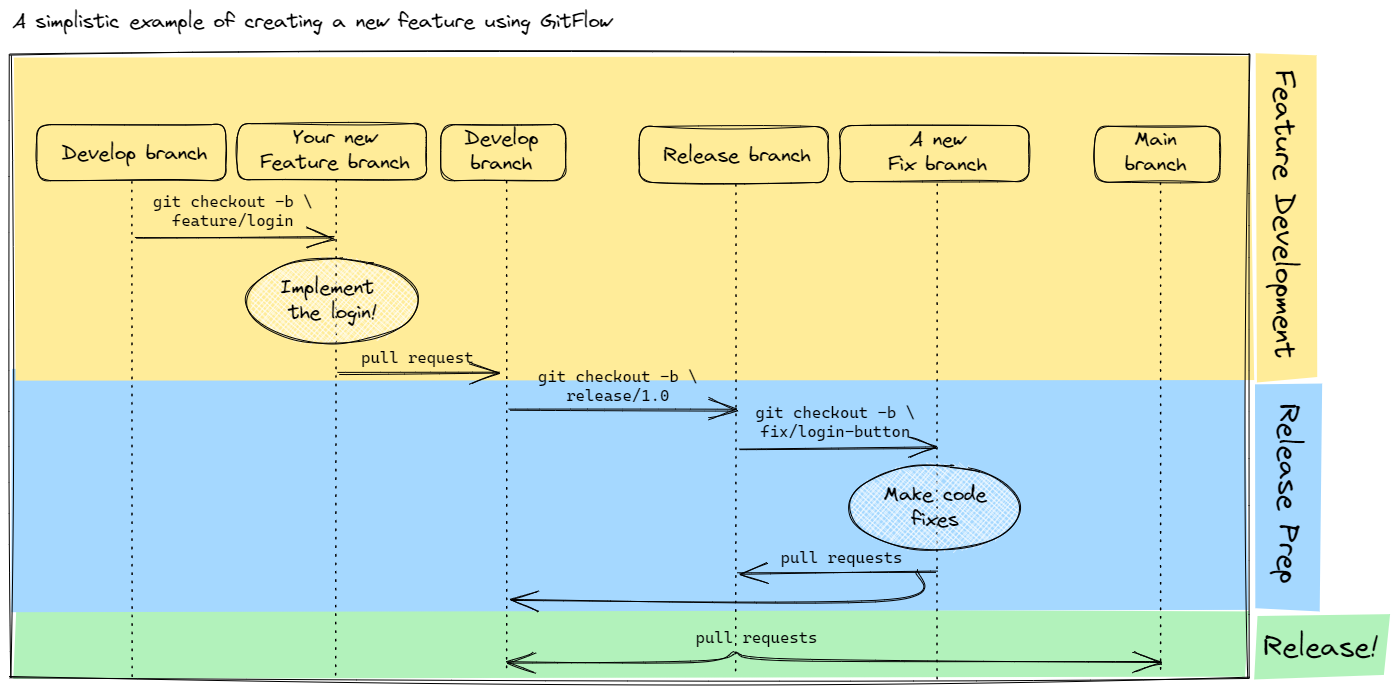 A simplistic example of creating a new feature using GitFlow
Feature Development
Develop branch
Your new
Feature branch
Develop
branch
Release branch
A new
Fix branch
Main
branch
git checkout -b \
feature/login
Implement
the login!
pull request
git checkout -b \
release/1.0
git checkout -b \
fix/login-button
Release Prep
Make code
fixes
pull requests
pull requests
Release!